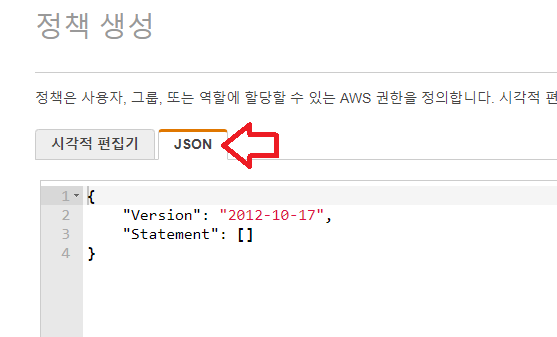 정책 생성
정책은 사용자, 그룹, 또는 역할에 할당할 수 있는 AWS 권한을 정의합니다. 시각적 편
시각적 편집기 JSON
1 {
2 "Version": "2012-10-17",
3 "Statement": []
4 }